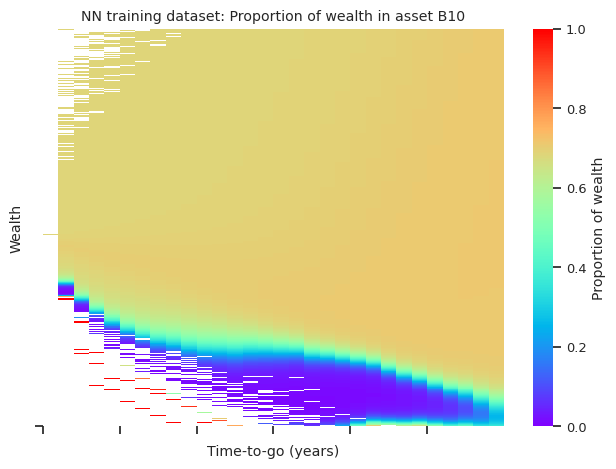 NN training dataset: Proportion of wealth in asset B10
Wealth
Time-to-go (years)
1.0
0.8
0.6
0.4
0.2
0.0
Proportion of wealth